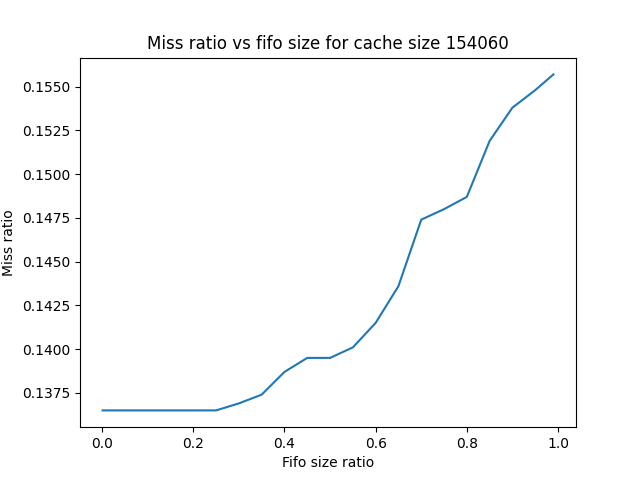 Miss ratio vs fifo size for cache size 154060
0.1550
0.1525
0.1500
0.1475
0.1450
0.1425
0.1400
0.1375
Miss ratio
0.0 0.2 0.4 0.6 0.8 1.0
Fifo size ratio